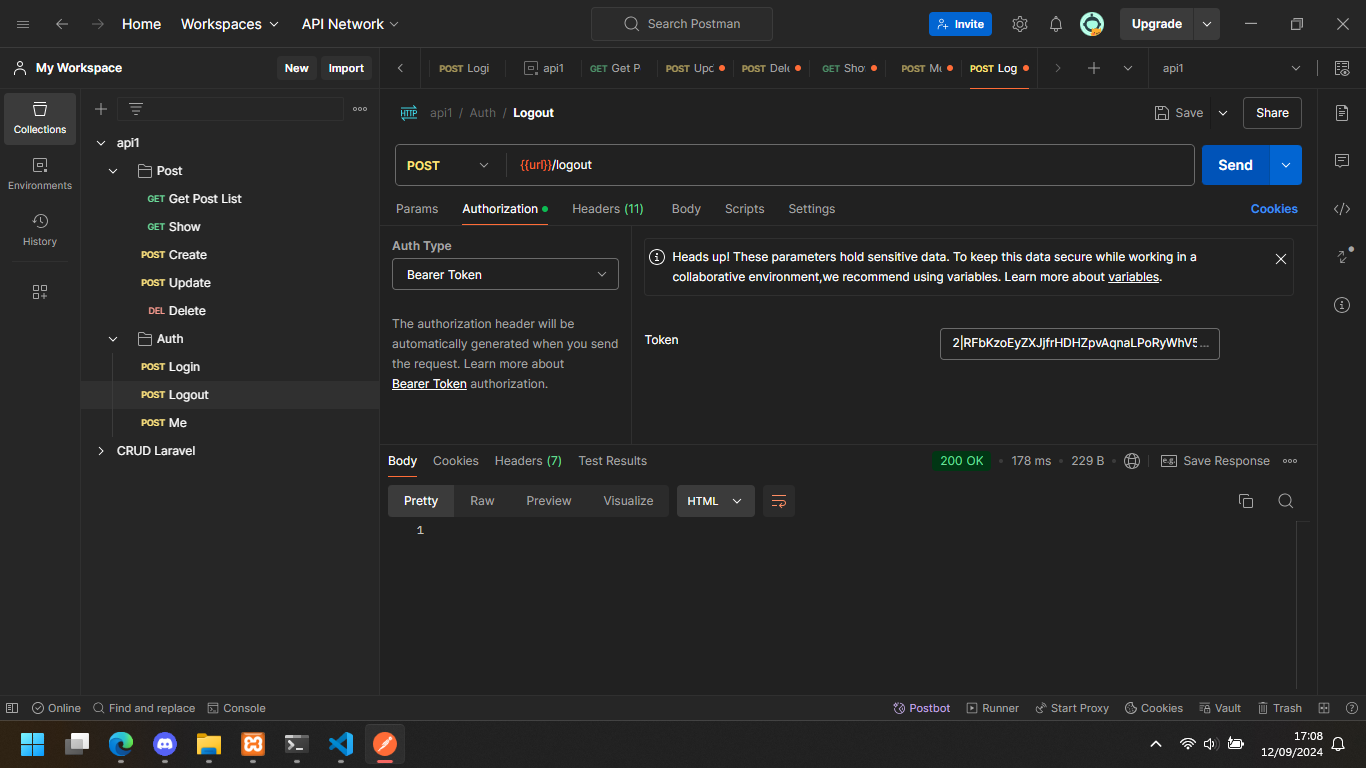 Home Workspaces API Network Search Postman Invite Upgrade
My Workspace New Import POST Logi api1 GET Get P POST Upd POST Dele GET Sho POST Me POST Log api1
Collections
Environments
History
api1
Post
GET Get Post List
GET Show
POST Create
POST Update
DEL Delete
Auth
POST Login
POST Logout
POST Me
CRUD Laravel
HTTP api1 / Auth / Logout Save Share
POST {{url}}/logout Send
Params Authorization Headers (11) Body Scripts Settings Cookies
Auth Type
Bearer Token
The authorization header will be
automatically generated when you send
the request. Learn more about
Bearer Token authorization.
Heads up! These parameters hold sensitive data. To keep this data secure while working in a
collaborative environment,we recommend using variables. Learn more about variables.
Token 2|RFbKzoEyZXJjfrHDHZpvAqnaLPoRyWhV5...
Body Cookies Headers (7) Test Results 200 OK 178 ms 229 B e.g. Save Response
Pretty Raw Preview Visualize HTML
1
Online Find and replace Console Postbot Runner Start Proxy Cookies Vault Trash
17:08
12/09/2024